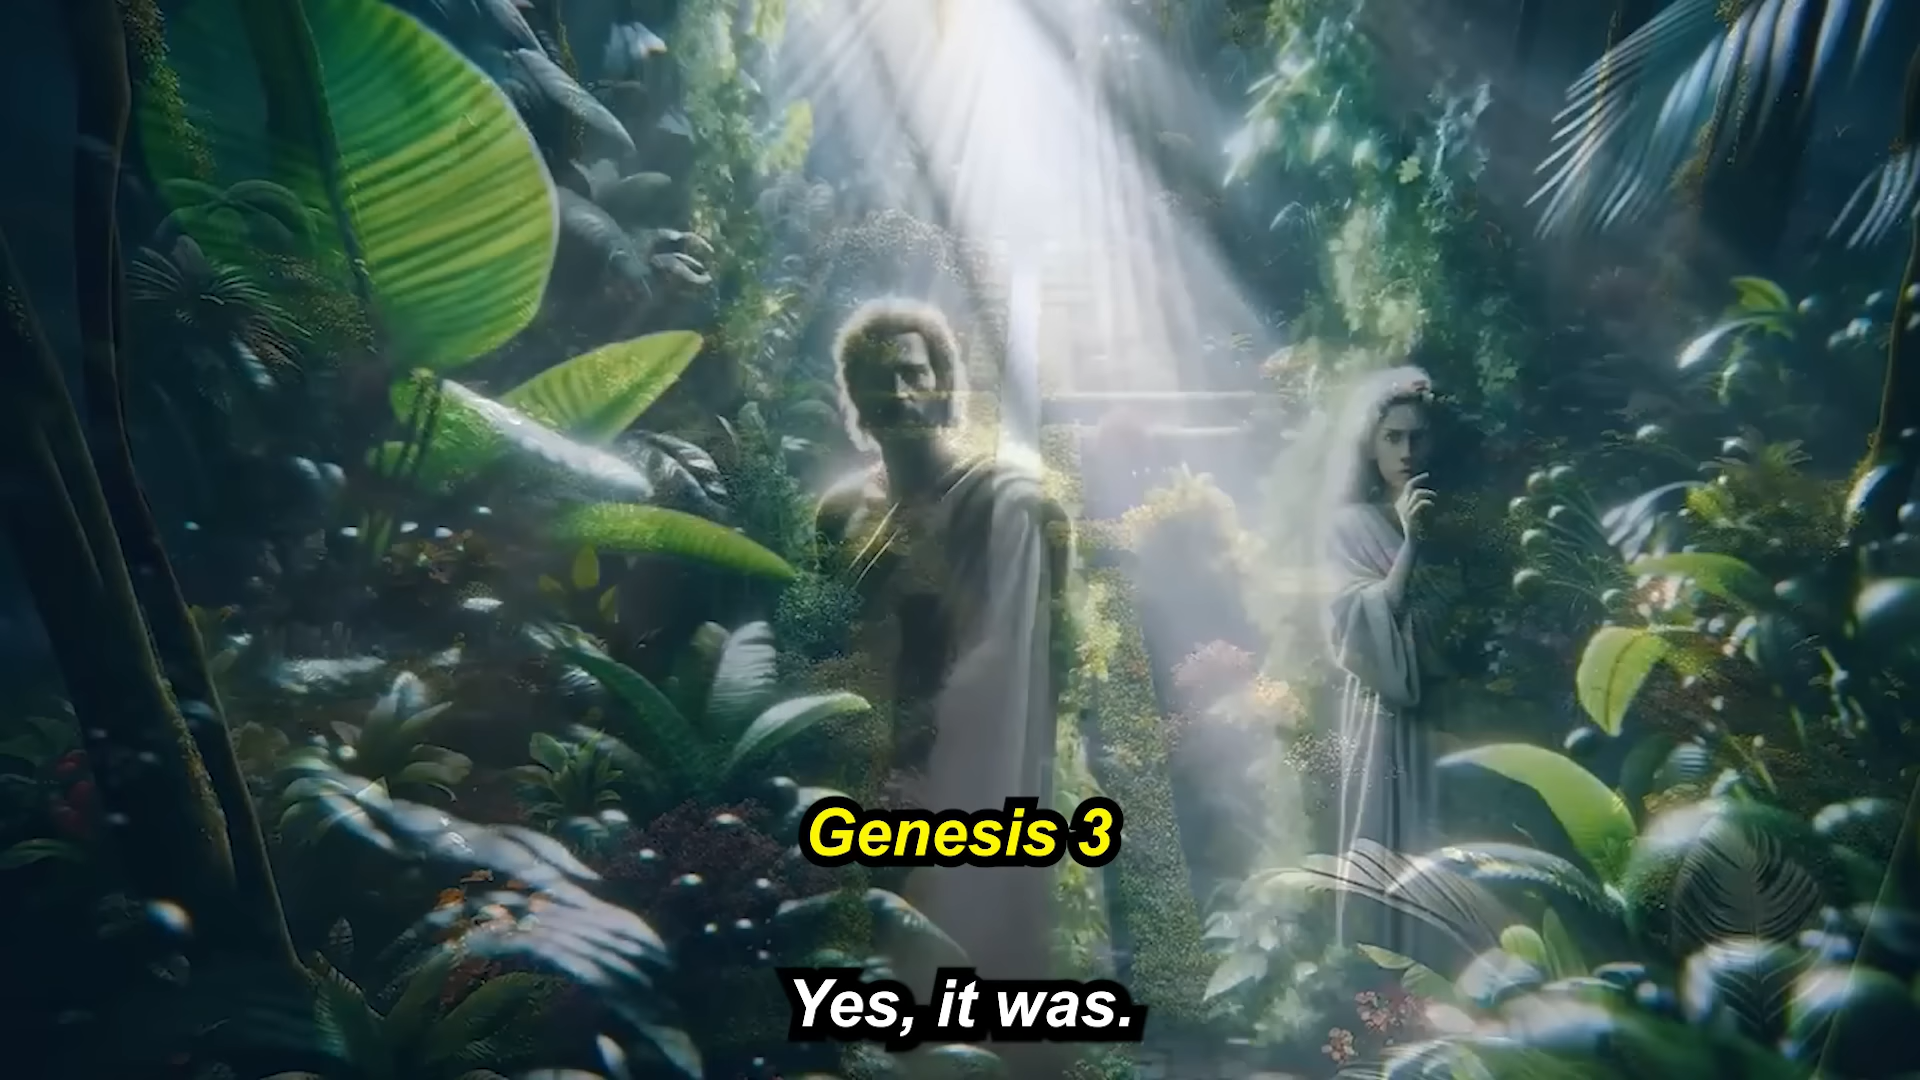 Genesis 3
Yes, it was.